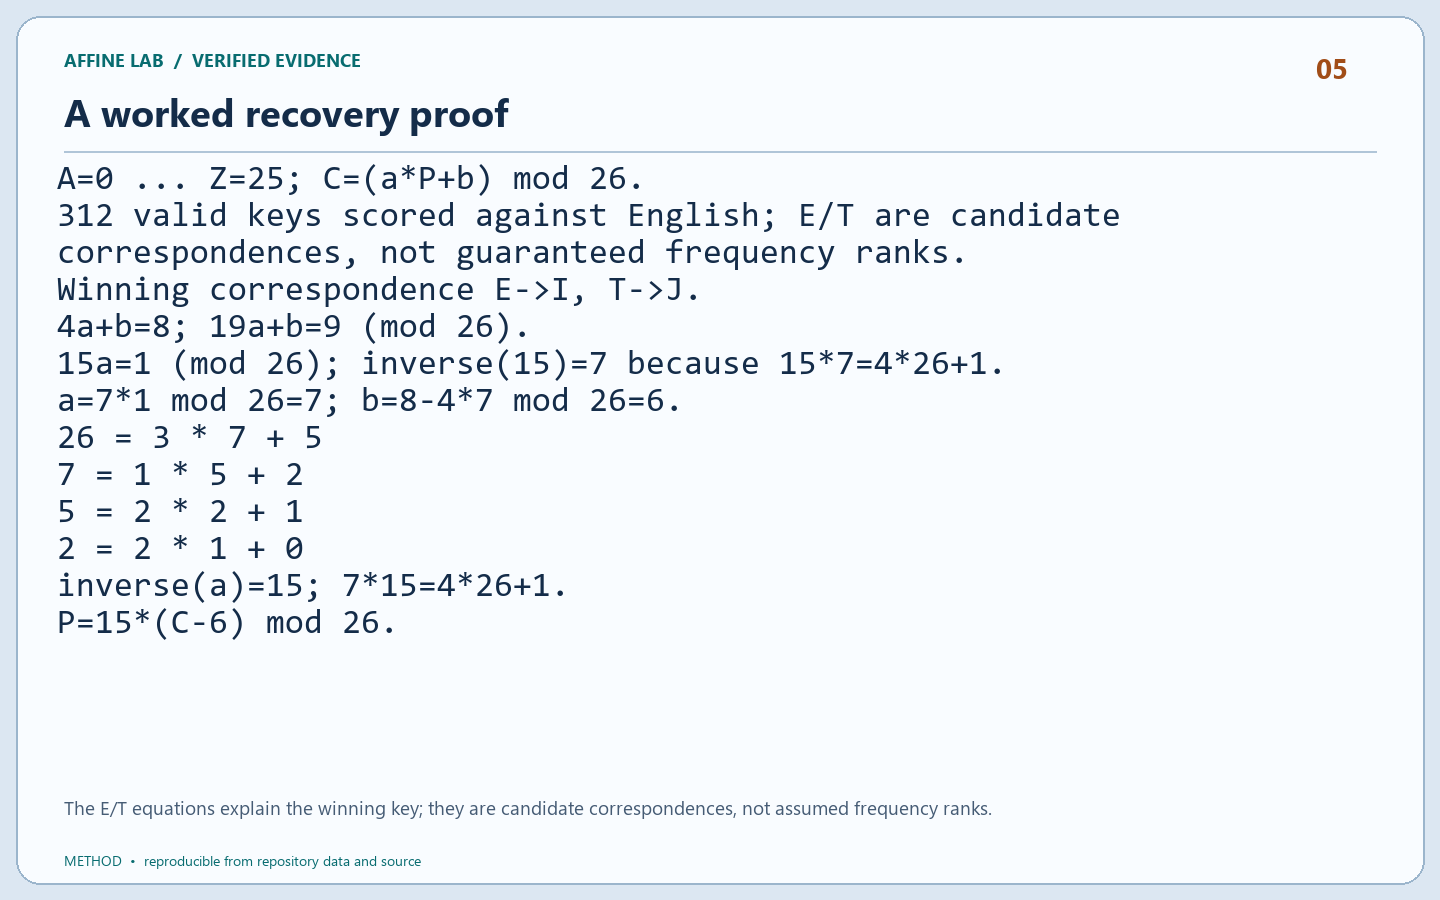 AFFINE LAB / VERIFIED EVIDENCE
05
A worked recovery proof
A=0 ... Z=25; C=(a*P+b) mod 26.
312 valid keys scored against English; E/T are candidate
correspondences, not guaranteed frequency ranks.
Winning correspondence E->I, T->J.
4a+b=8; 19a+b=9 (mod 26).
15a=1 (mod 26); inverse(15)=7 because 15*7=4*26+1.
a=7*1 mod 26=7; b=8-4*7 mod 26=6.
26 = 3 * 7 + 5
7 = 1 * 5 + 2
5 = 2 * 2 + 1
2 = 2 * 1 + 0
inverse(a)=15; 7*15=4*26+1.
P=15*(C-6) mod 26.
The E/T equations explain the winning key; they are candidate correspondences, not assumed frequency ranks.
METHOD • reproducible from repository data and source